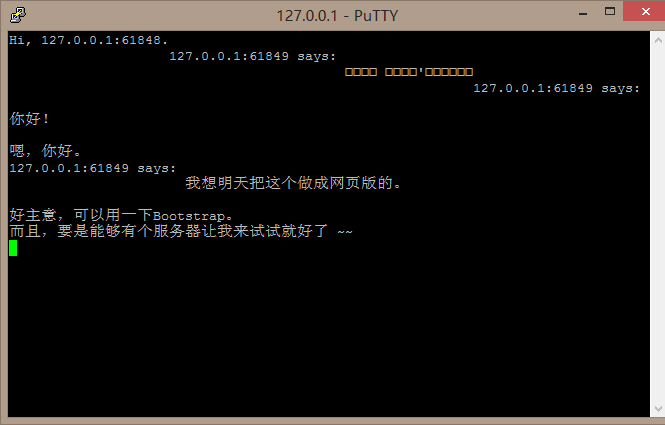 127.0.0.1 - PuTTY
Hi, 127.0.0.1:61848.
127.0.0.1:61849 says:
□□□□ □□□□'□□□□□□
127.0.0.1:61849 says:
你好!
嗯，你好。
127.0.0.1:61849 says:
我想明天把这个做成网页版的。
好主意，可以用一下Bootstrap。
而且，要是能够有个服务器让我来试试就好了 ~~